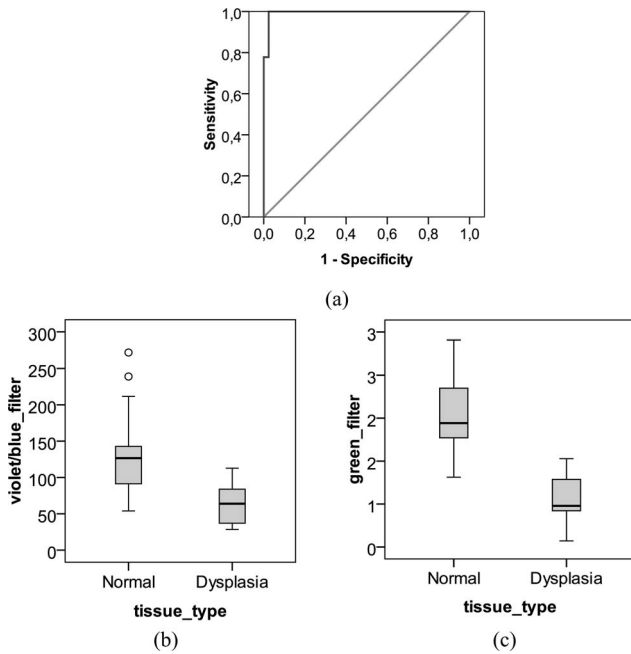 1,0
0,8
0,6
0,4
0,2
0,0
Sensitivity
0,0 0,2 0,4 0,6 0,8 1,0
1 - Specificity
(a)
300
250
200
150
100
50
0
violet/blue_filter
Normal Dysplasia
tissue_type
(b)
3
3
2
2
1
0
green_filter
Normal Dysplasia
tissue_type
(c)